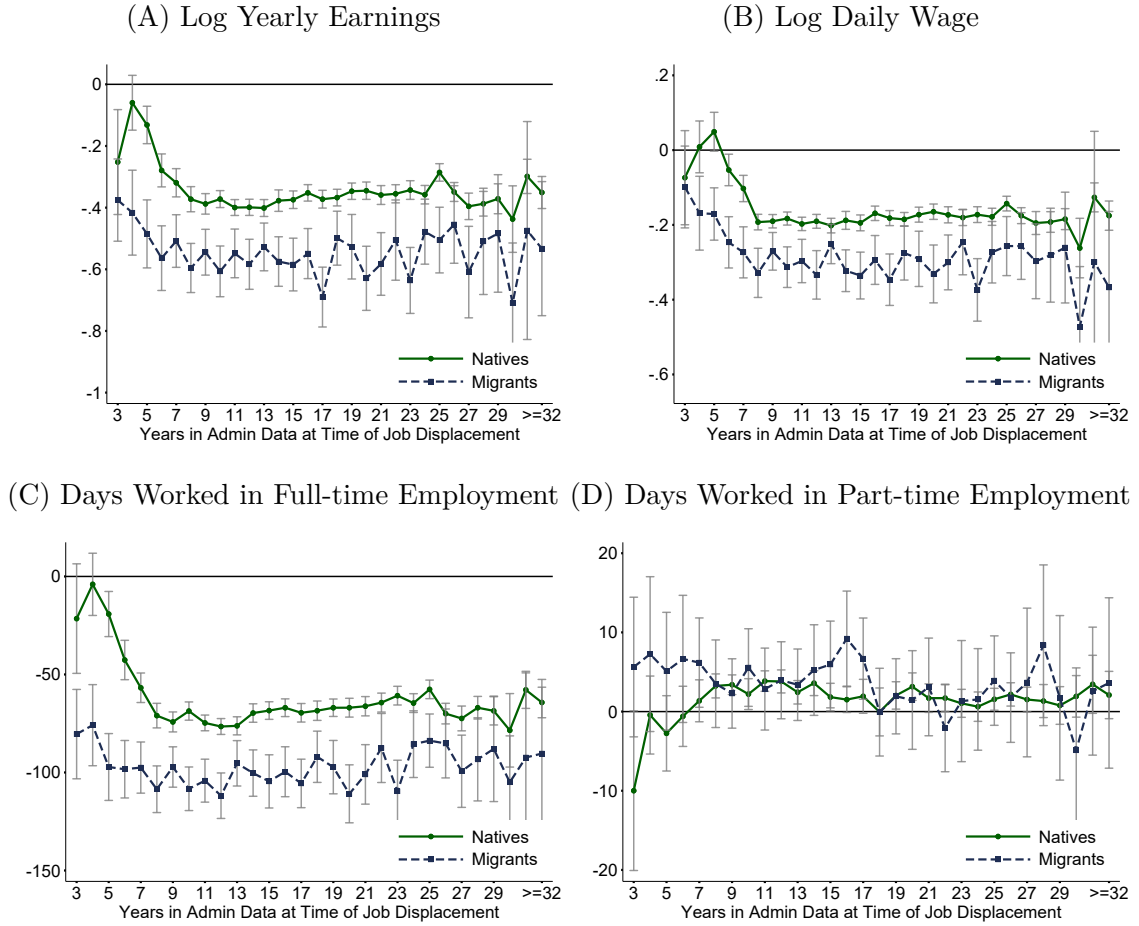 (A) Log Yearly Earnings
0
-.2
-.4
-.6
-.8
-1
Natives
Migrants
3 5 7 9 11 13 15 17 19 21 23 25 27 29 >=32
Years in Admin Data at Time of Job Displacement
(B) Log Daily Wage
.2
0
-.2
-.4
-.6
Natives
Migrants
3 5 7 9 11 13 15 17 19 21 23 25 27 29 >=32
Years in Admin Data at Time of Job Displacement
(C) Days Worked in Full-time Employment
0
-50
-100
-150
Natives
Migrants
3 5 7 9 11 13 15 17 19 21 23 25 27 29 >=32
Years in Admin Data at Time of Job Displacement
(D) Days Worked in Part-time Employment
20
10
0
-10
-20
Natives
Migrants
3 5 7 9 11 13 15 17 19 21 23 25 27 29 >=32
Years in Admin Data at Time of Job Displacement